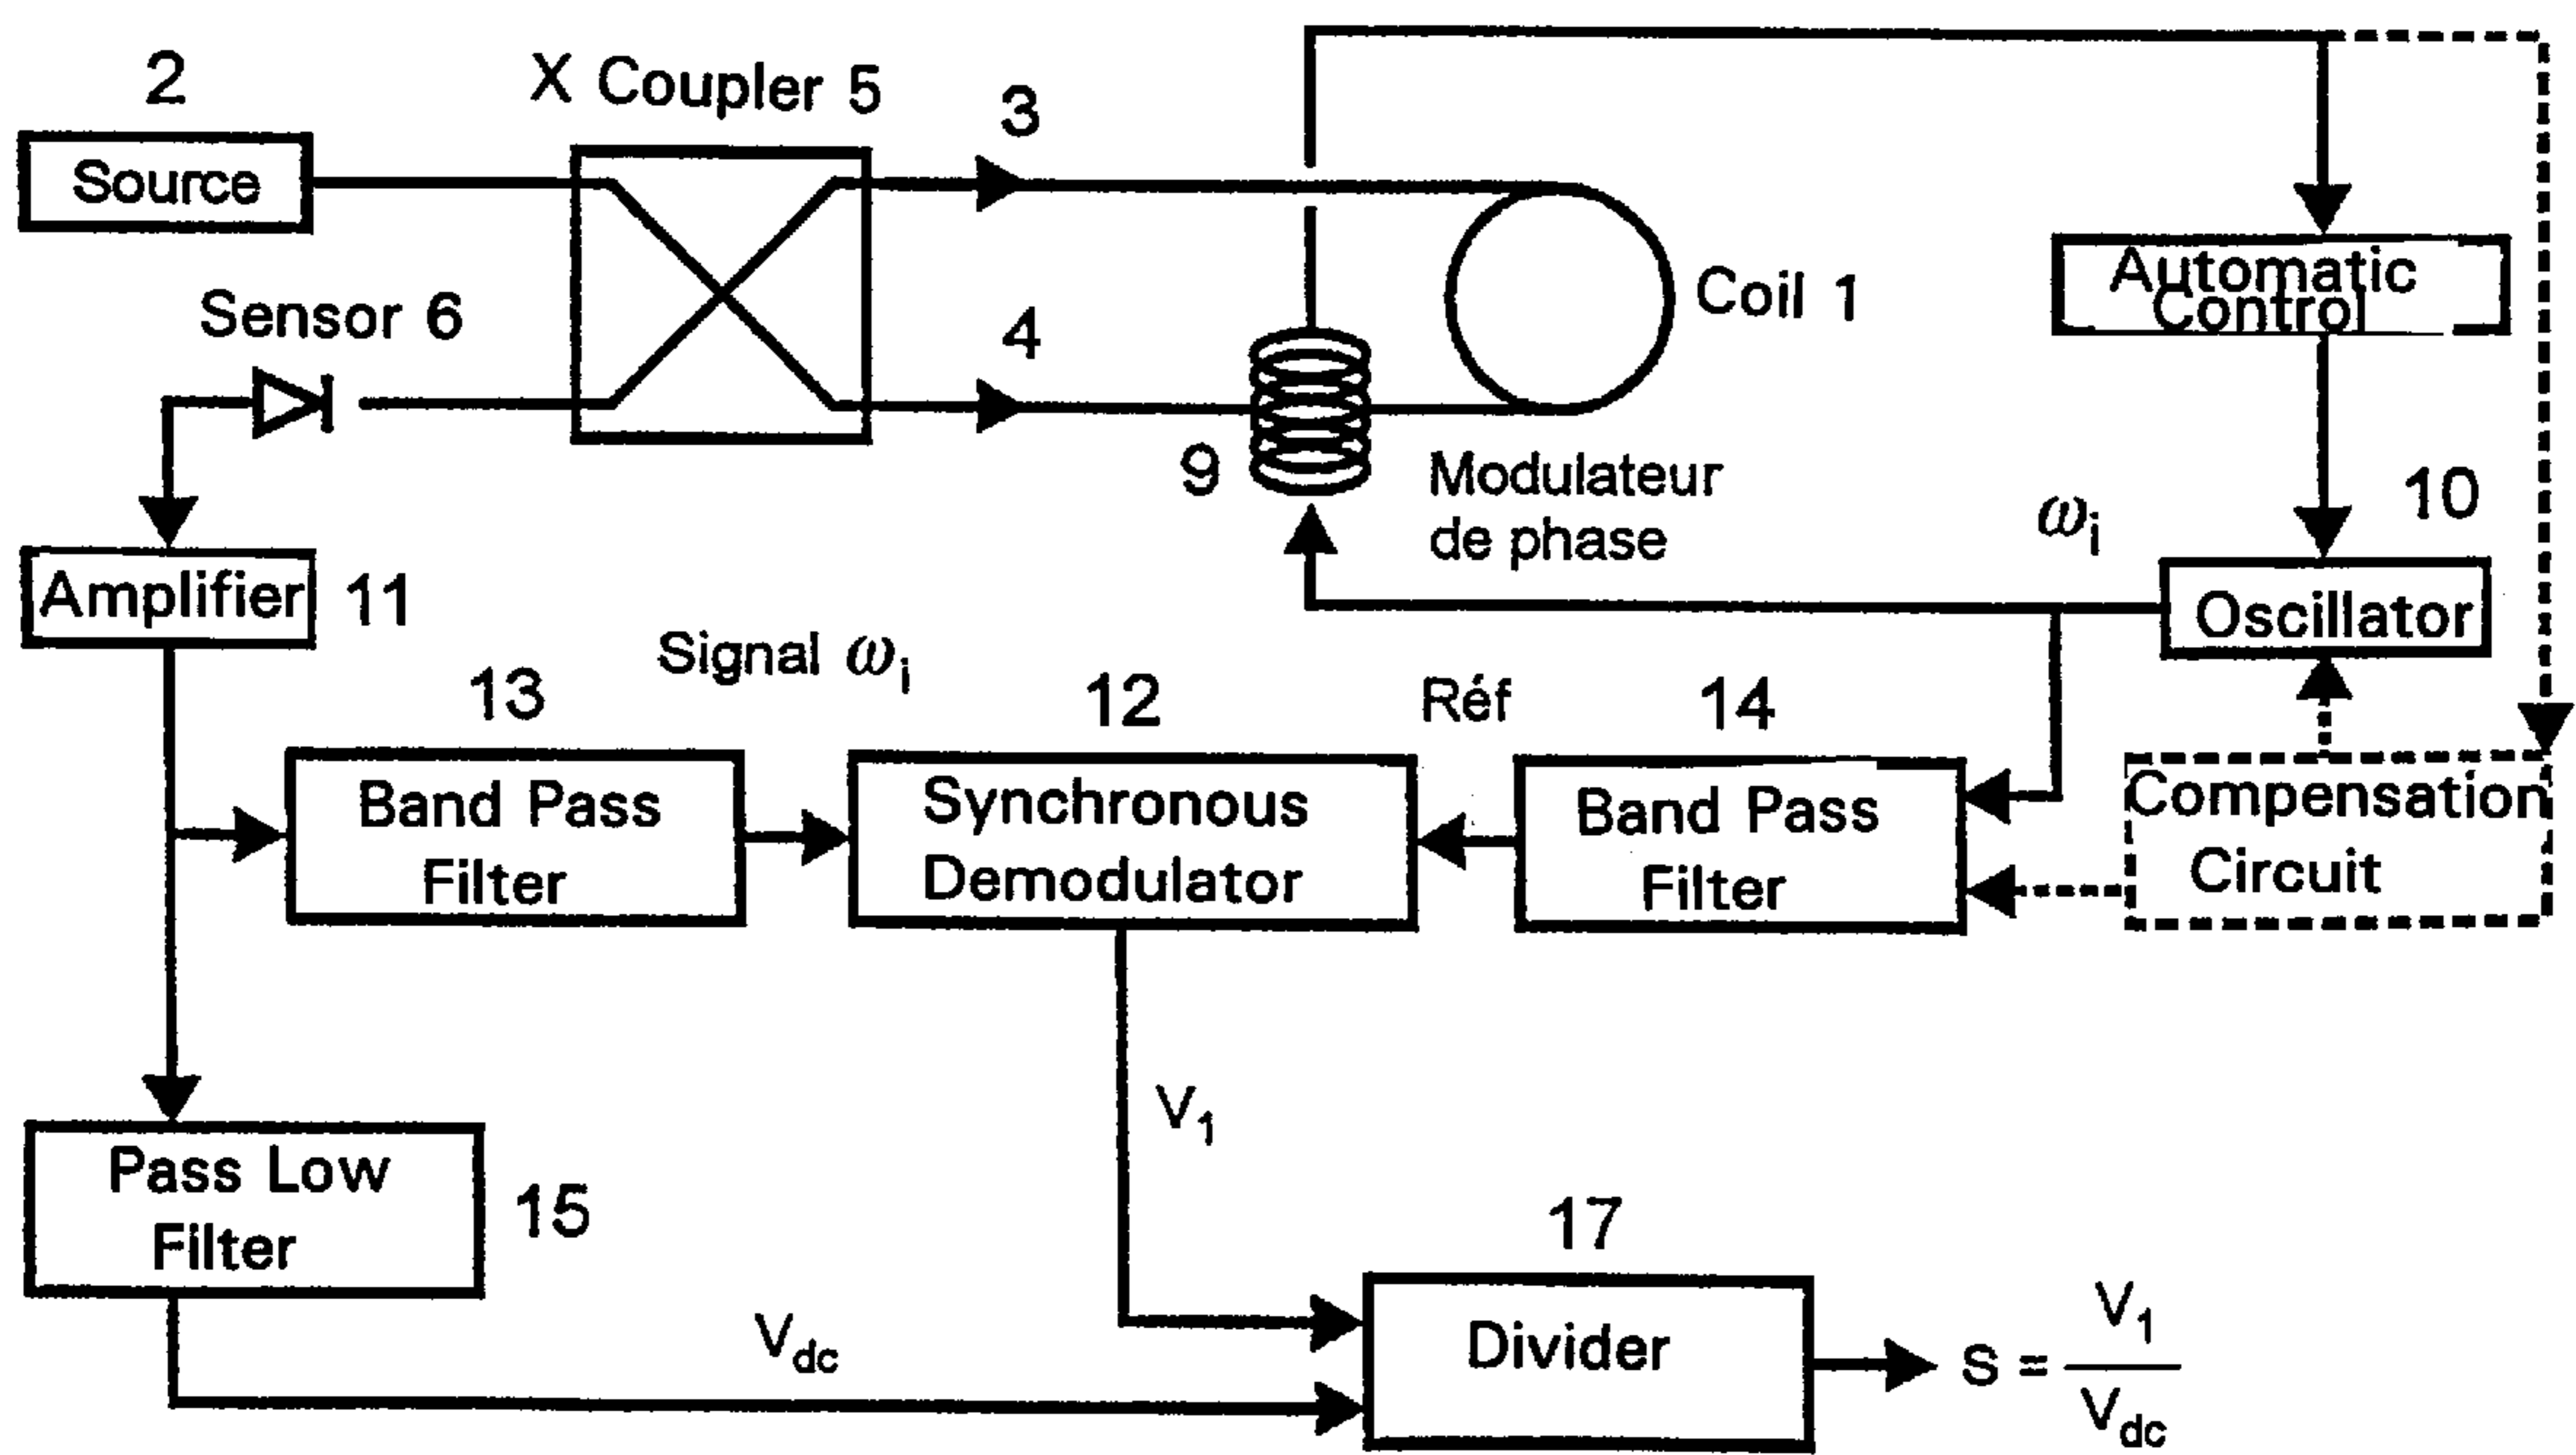 2
X Coupler 5
3
Source
Sensor 6
4
Coil 1
Automatic
Control
9
Modulateur
de phase
ωi
10
Amplifier
11
Oscillator
Signal ωi
13
12
Réf
14
Band Pass
Filter
Synchronous
Demodulator
Band Pass
Filter
Compensation
Circuit
V1
Pass Low
Filter
15
17
Vdc
Divider
S = V1
Vdc